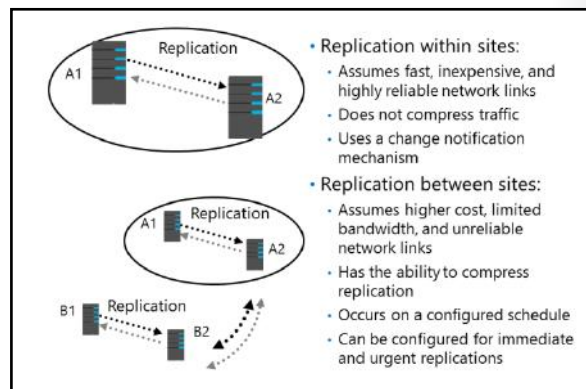 Replication
A1
A2
Replication
A1
A2
Replication
B1
B2
• Replication within sites:
• Assumes fast, inexpensive, and
highly reliable network links
• Does not compress traffic
• Uses a change notification
mechanism
• Replication between sites:
• Assumes higher cost, limited
bandwidth, and unreliable
network links
• Has the ability to compress
replication
• Occurs on a configured schedule
• Can be configured for immediate
and urgent replications